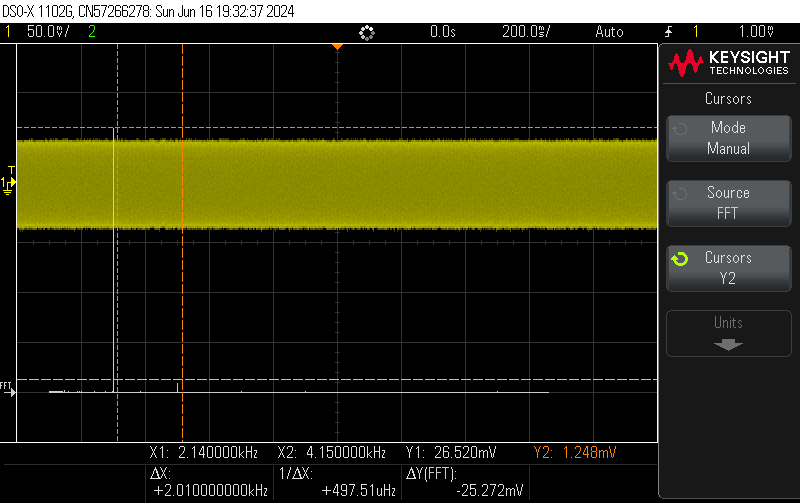 DSO-X 1102G, CN57266278: Sun Jun 16 19:32:37 2024
1 50.0V/ 2 0.0s 200.0s/ Auto 1 1.00V
KEYSIGHT
TECHNOLOGIES
Cursors
Mode
Manual
Source
FFT
Cursors
Y2
Units
T
1
FFT
X1: 2.140000kHz X2: 4.150000kHz Y1: 26.520mV Y2: 1.248mV
ΔX:
+2.010000000kHz
1/ΔX:
+497.51uHz
ΔY(FFT):
-25.272mV